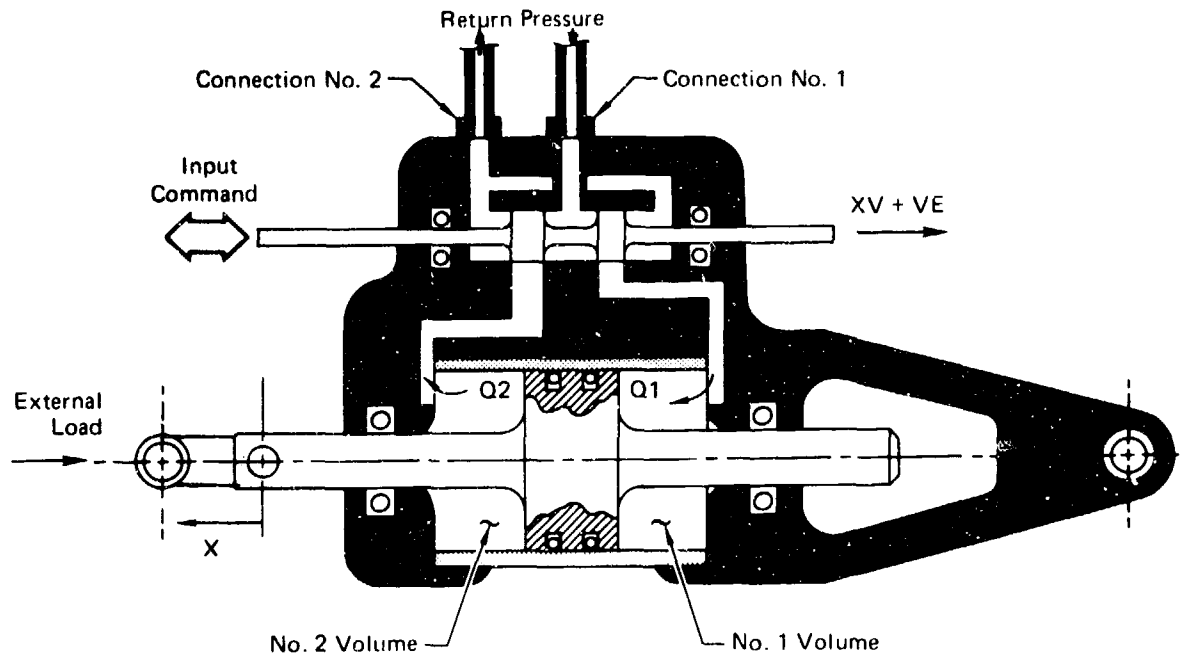 Return Pressure
Connection No. 2
Connection No. 1
Input
Command
XV + VE
Q2
Q1
External
Load
X
No. 2 Volume
No. 1 Volume